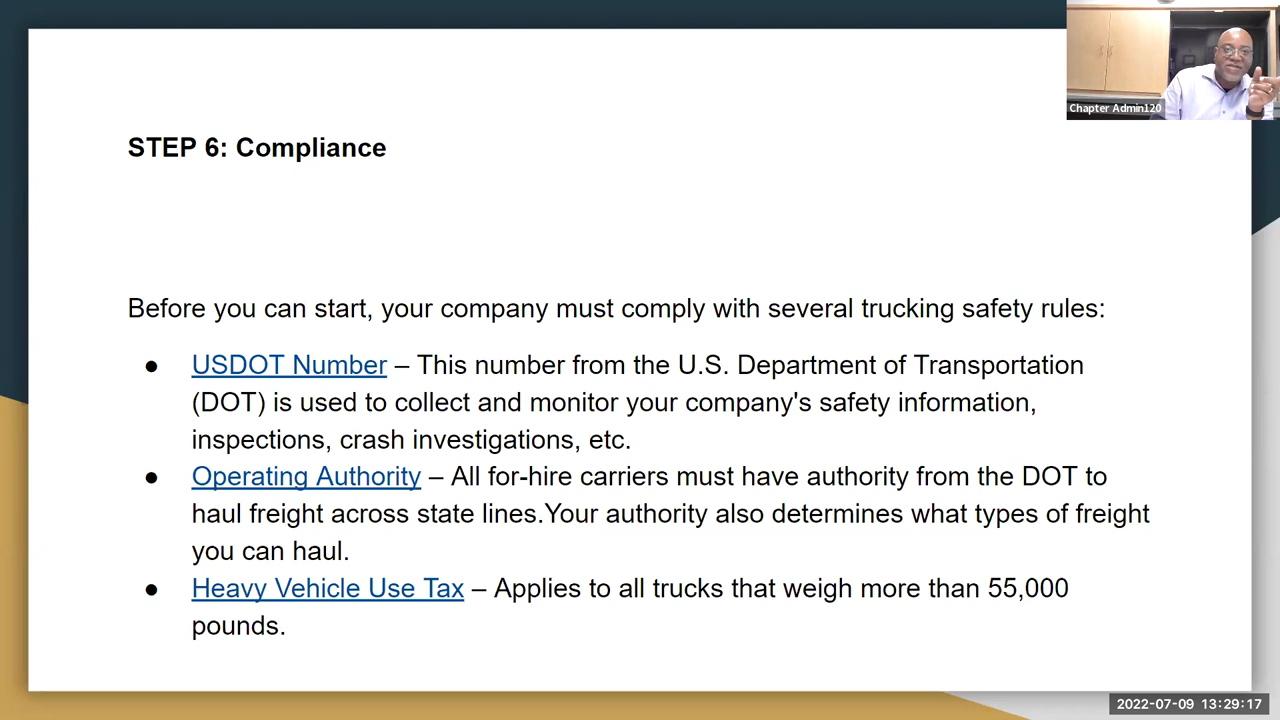 Chapter Admin120
STEP 6: Compliance
Before you can start, your company must comply with several trucking safety rules:
● USDOT Number – This number from the U.S. Department of Transportation
(DOT) is used to collect and monitor your company's safety information,
inspections, crash investigations, etc.
● Operating Authority – All for-hire carriers must have authority from the DOT to
haul freight across state lines.Your authority also determines what types of freight
you can haul.
● Heavy Vehicle Use Tax – Applies to all trucks that weigh more than 55,000
pounds.
2022-07-09 13:29:17